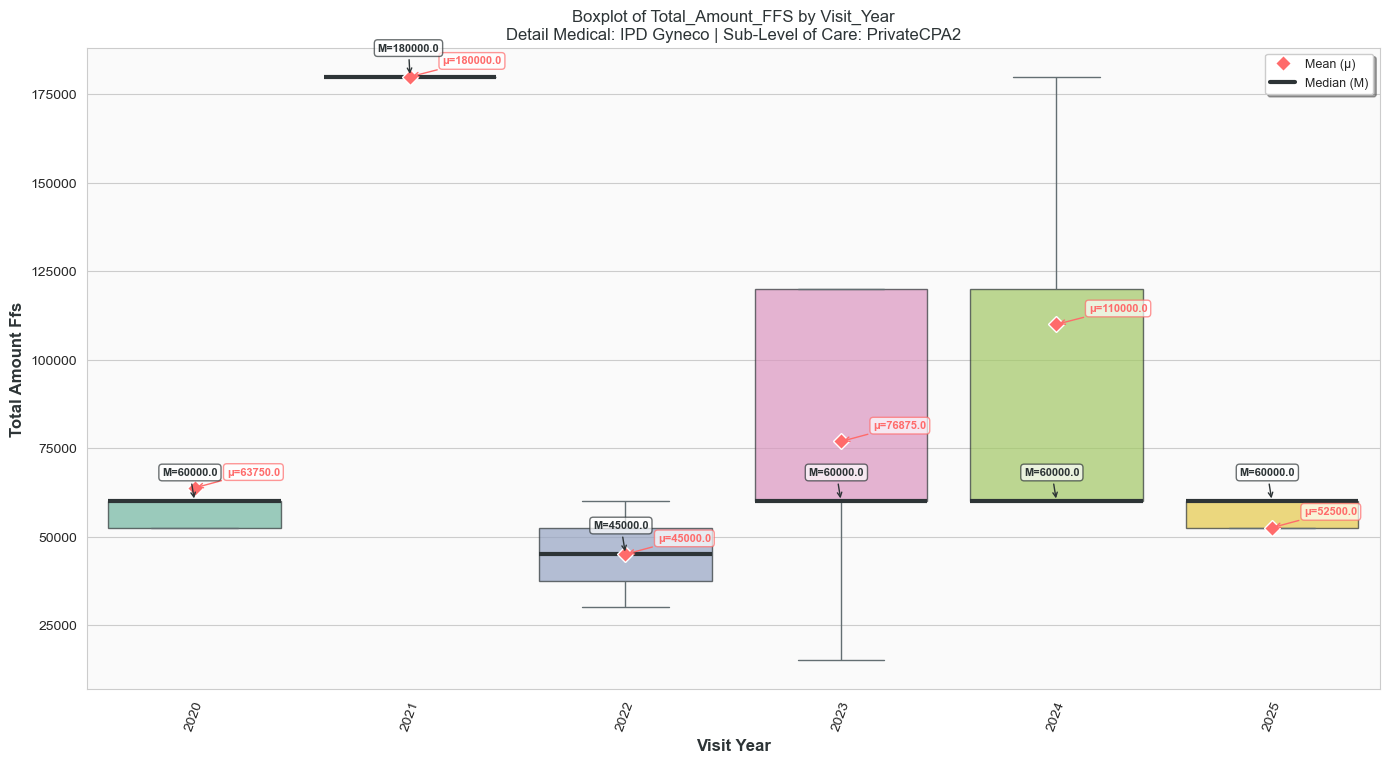 Boxplot of Total_Amount_FFS by Visit_Year
Detail Medical: IPD Gyneco | Sub-Level of Care: PrivateCPA2
M=180000.0
μ=180000.0
Mean (μ)
Median (M)
175000
150000
125000
100000
75000
50000
25000
Total Amount Ffs
M=60000.0
μ=63750.0
M=45000.0
μ=45000.0
μ=76875.0
M=60000.0
μ=110000.0
M=60000.0
M=60000.0
μ=52500.0
2020
2021
2022
2023
2024
2025
Visit Year